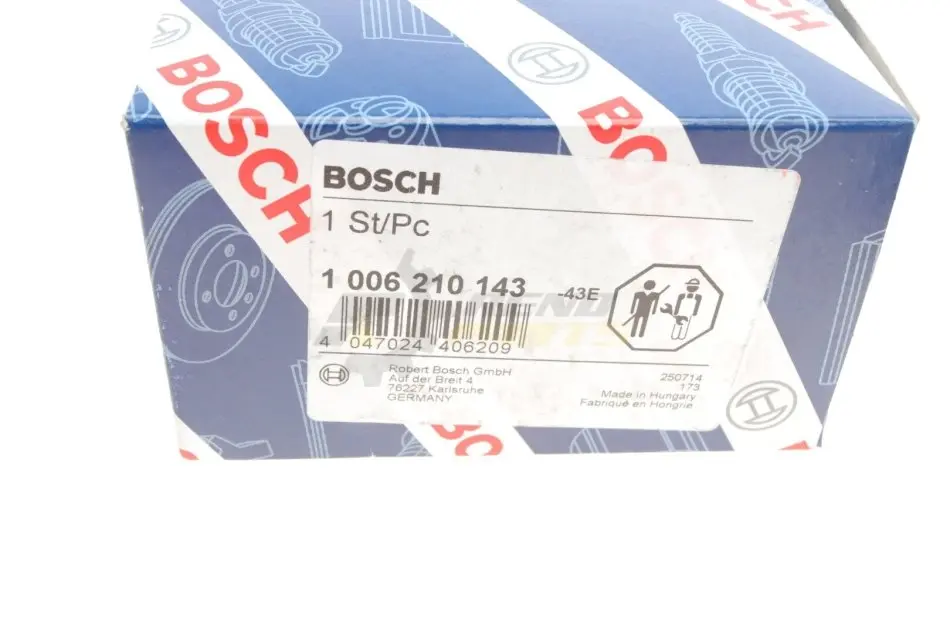 BOSCH
BOSCH
BOSCH
BOSCH
1 St/Pc
1 006 210 143 -43E
4 047024 406209
Robert Bosch GmbH
Auf der Breit 4
76227 Karlsruhe
GERMANY
250714
173
Made in Hungary
Fabriqué en Hongrie